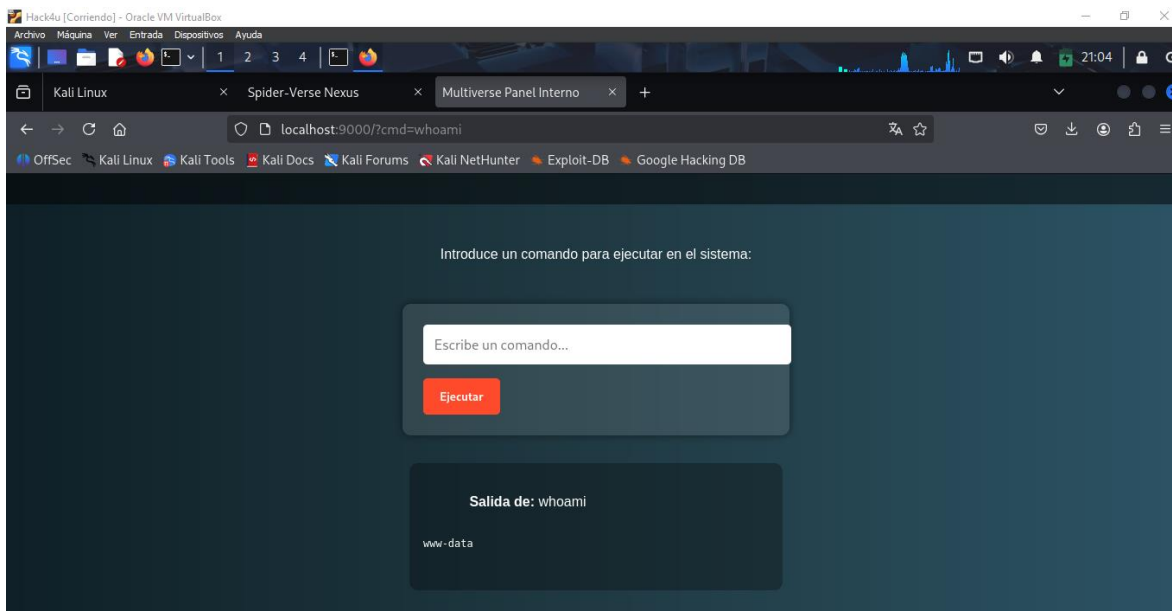 Hack4u [Corriendo] - Oracle VM VirtualBox
Archivo Máquina Ver Entrada Dispositivos Ayuda
1 2 3 4 21:04
Kali Linux Spider-Verse Nexus Multiverse Panel Interno
localhost:9000/?cmd=whoami
OffSec Kali Linux Kali Tools Kali Docs Kali Forums Kali NetHunter Exploit-DB Google Hacking DB
Introduce un comando para ejecutar en el sistema:
Escribe un comando...
Ejecutar
Salida de: whoami
www-data